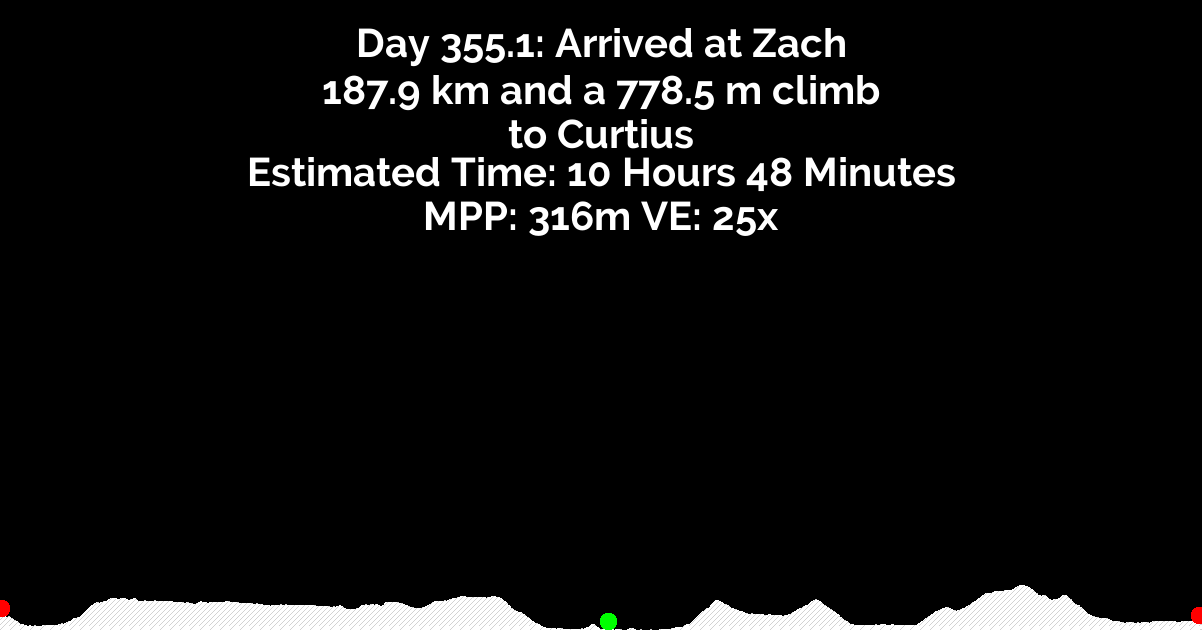 Day 355.1: Arrived at Zach
187.9 km and a 778.5 m climb
to Curtius
Estimated Time: 10 Hours 48 Minutes
MPP: 316m VE: 25x